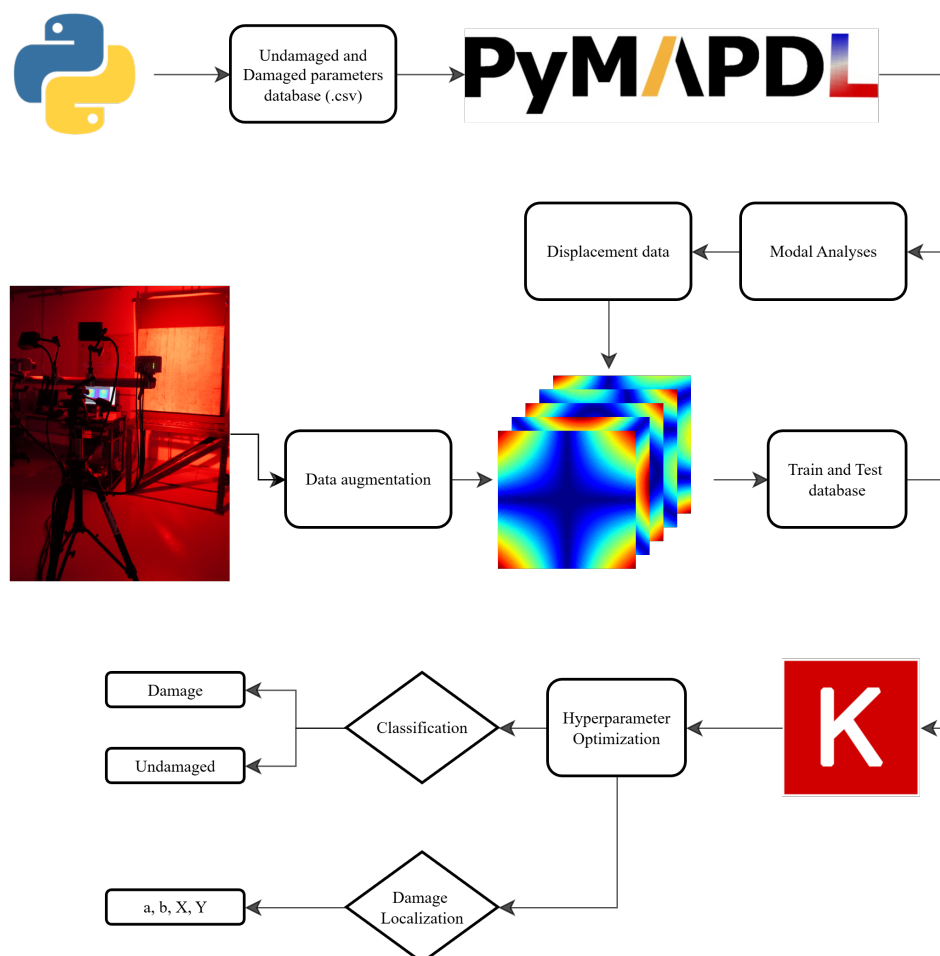 Undamaged and
Damaged parameters
database (.csv)
PyMAPDL
Displacement data
Modal Analyses
Data augmentation
Train and Test
database
Damage
Undamaged
Classification
Hyperparameter
Optimization
K
a, b, X, Y
Damage
Localization